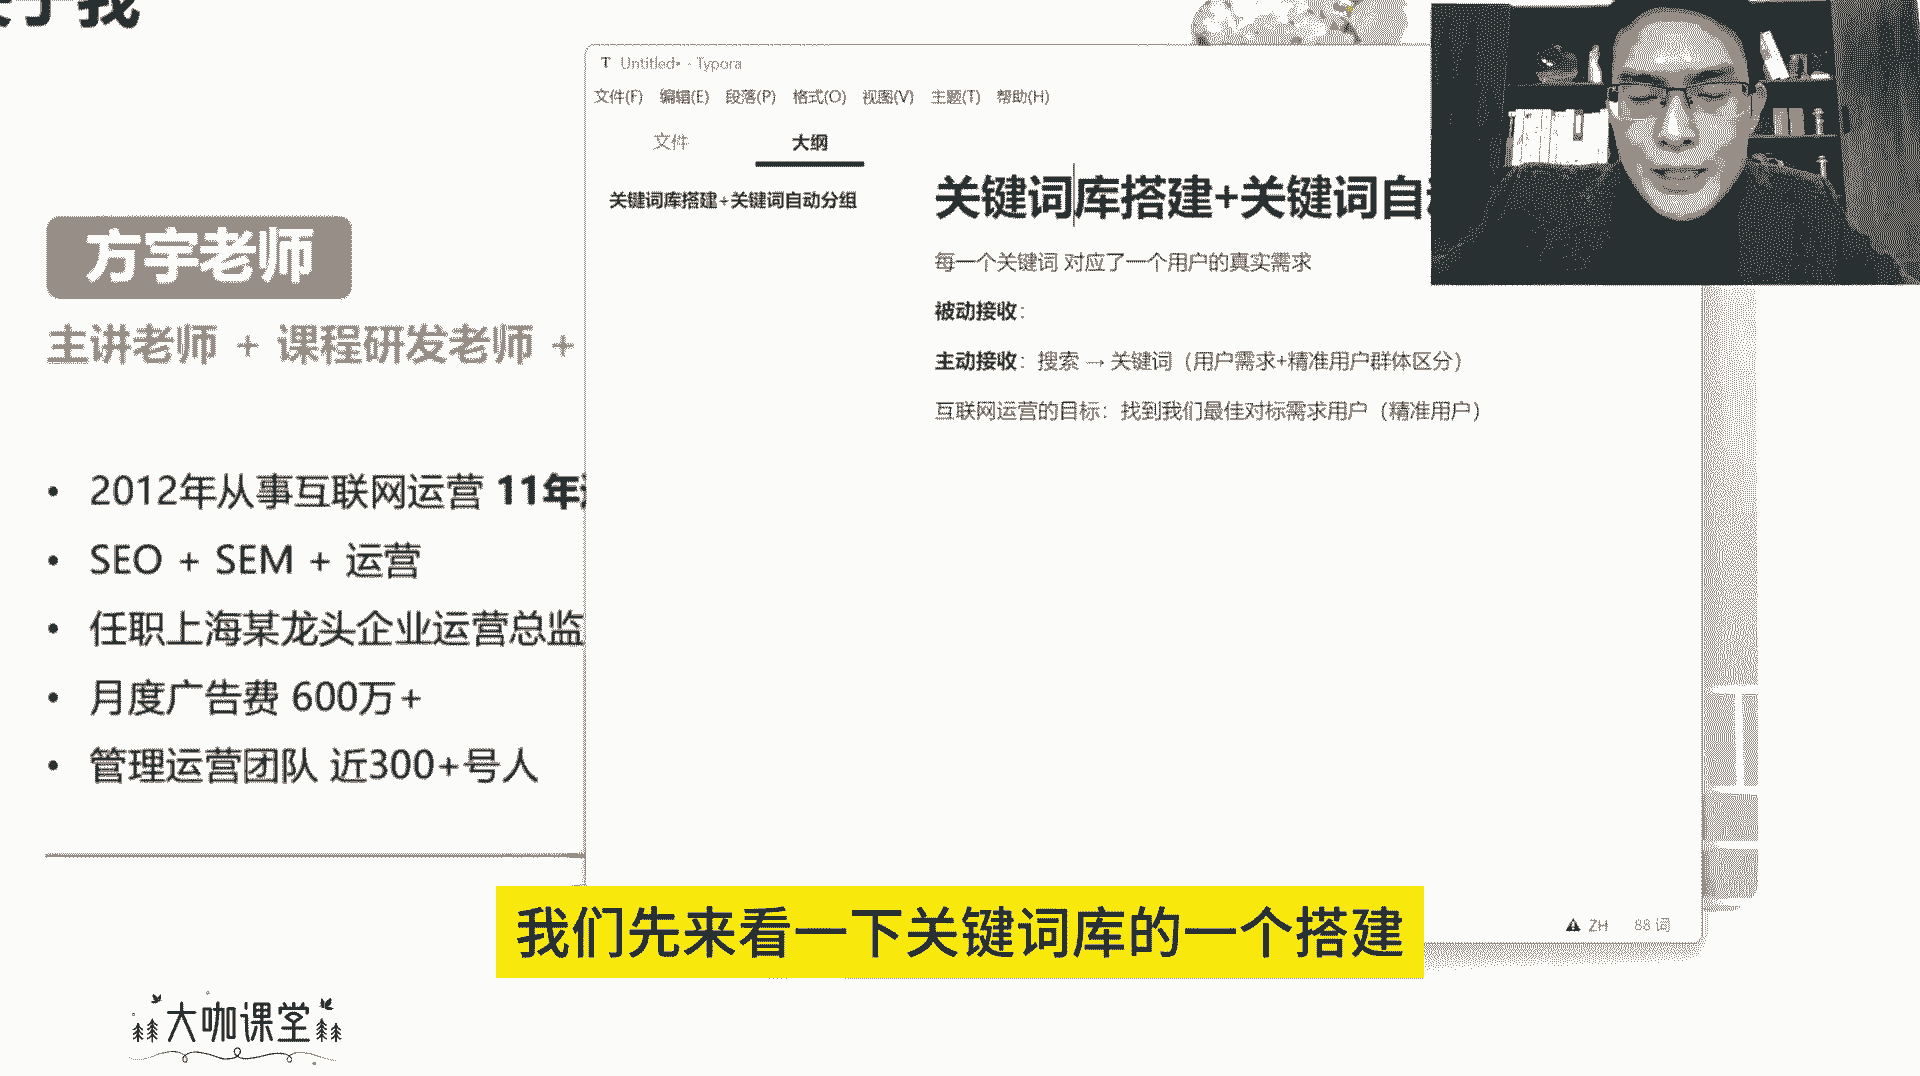 关于我
方宇老师
主讲老师 + 课程研发老师 +
• 2012年从事互联网运营 11年
• SEO + SEM + 运营
• 任职上海某龙头企业运营总监
• 月度广告费 600万+
• 管理运营团队 近300+号人
大咖课堂
T Untitled• - Typora
文件(F) 编辑(E) 段落(P) 格式(O) 视图(V) 主题(T) 帮助(H)
文件 大纲
关键词库搭建+关键词自动分组
关键词库搭建+关键词自
每一个关键词 对应了一个用户的真实需求
被动接收：
主动接收：搜索 → 关键词（用户需求+精准用户群体区分）
互联网运营的目标：找到我们最佳对标需求用户（精准用户）
ZH 88 词
我们先来看一下关键词库的一个搭建